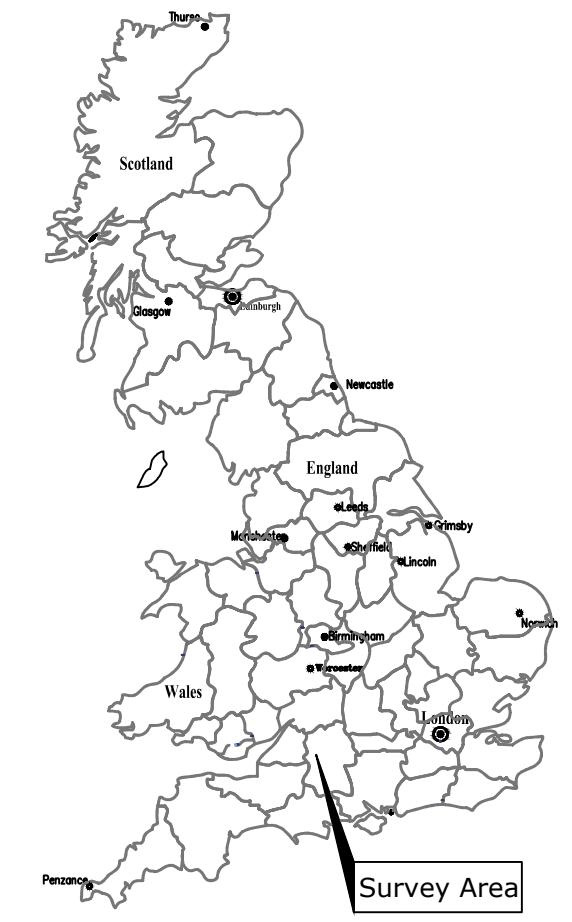 Thurso
Scotland
Edinburgh
Glasgow
Newcastle
England
Leeds
Grimsby
Manchester
Sheffield
Lincoln
Norwich
Birmingham
Worcester
Wales
London
Survey Area
Penzance